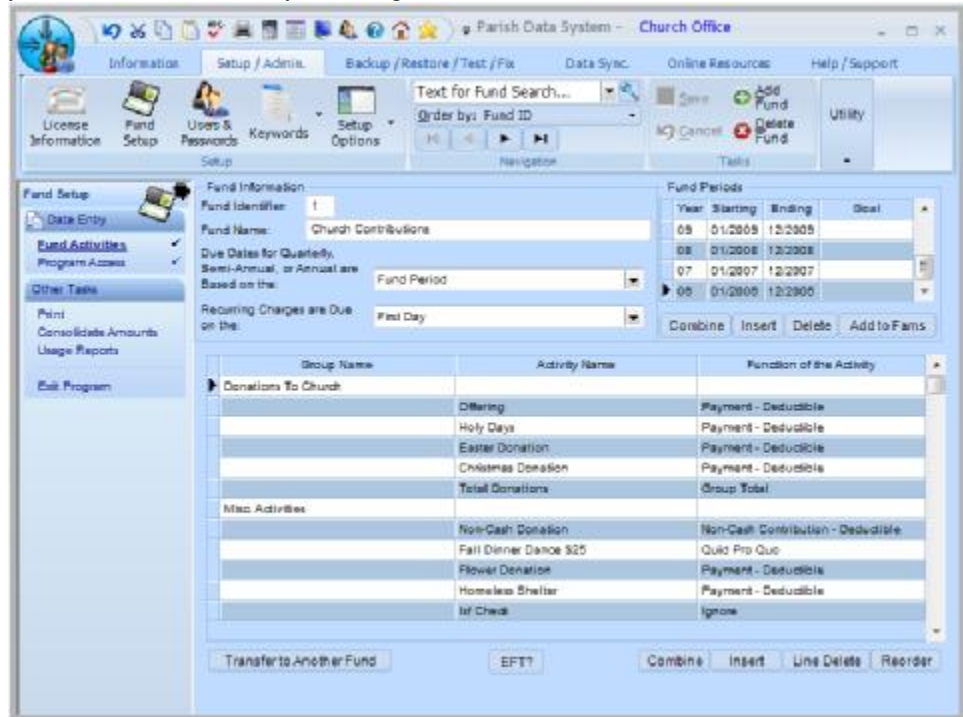 Parish Data System - Church Office
Information Setup / Admin. Backup / Restore / Test / Fix Data Sync. Online Resources Help / Support
License Information
Fund Setup
Users & Passwords
Keywords
Setup Options
Setup
Text for Fund Search...
Order by: Fund ID
Navigation
Save
Cancel
Add Fund
Delete Fund
Tasks
Utility
Fund Setup
Data Entry
Fund Activities
Program Access
Other Tasks
Print
Consolidate Amounts
Usage Reports
Exit Program
Fund Information
Fund Identifier: 1
Fund Name: Church Contributions
Due Dates for Quarterly,
Semi-Annual, or Annual are
Based on the: Fund Period
Recurring Charges are Due
on the: First Day
Fund Periods
Year Starting Ending Goal
09 01/2009 12/2009
08 01/2008 12/2008
07 01/2007 12/2007
06 01/2006 12/2006
Combine Insert Delete Add to Fams
Group Name Activity Name Function of the Activity
Donations To Church
Offering Payment - Deductible
Holy Days Payment - Deductible
Easter Donation Payment - Deductible
Christmas Donation Payment - Deductible
Total Donations Group Total
Misc Activities
Non-Cash Donation Non-Cash Contribution - Deductible
Fall Dinner Dance $25 Quid Pro Quo
Flower Donation Payment - Deductible
Homeless Shelter Payment - Deductible
Isf Check Ignore
Transfer to Another Fund EFT? Combine Insert Line Delete Reorder